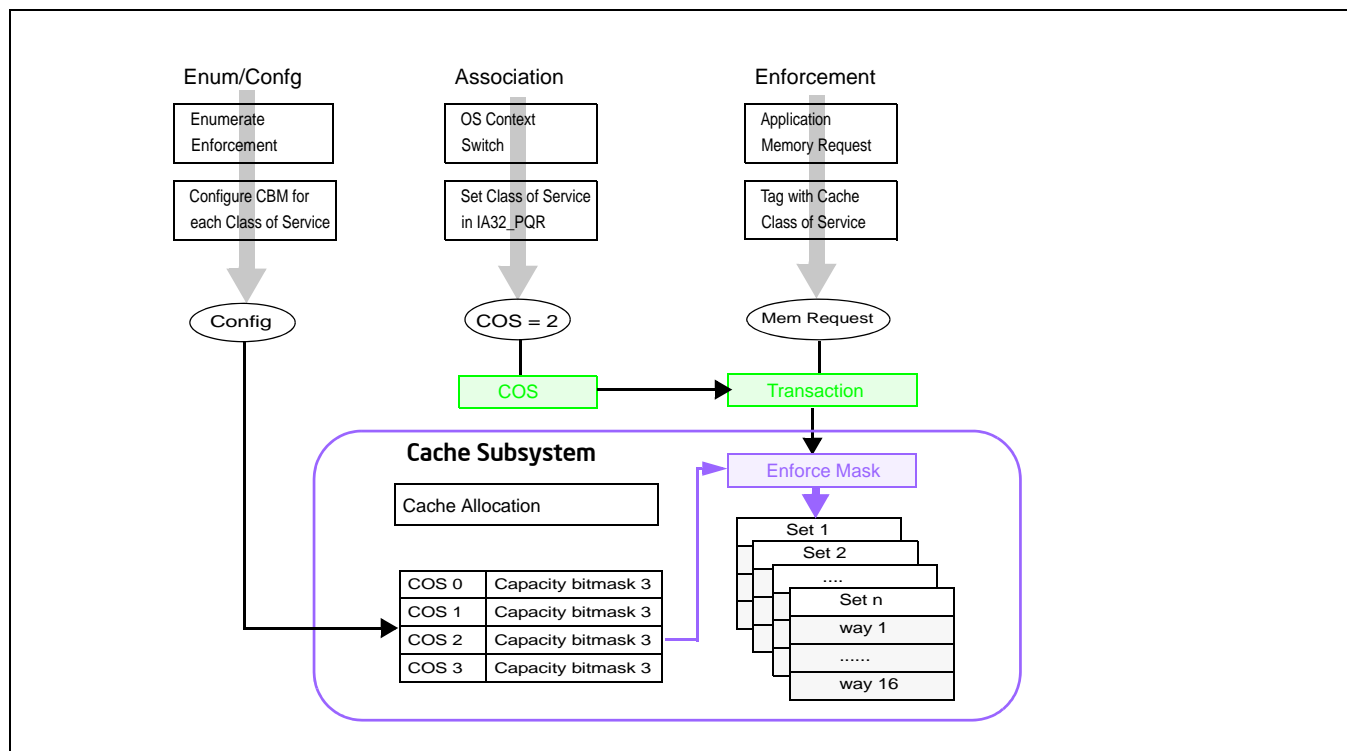 Enum/Confg
Enumerate
Enforcement
Configure CBM for
each Class of Service
Config
Association
OS Context
Switch
Set Class of Service
in IA32_PQR
COS = 2
COS
Enforcement
Application
Memory Request
Tag with Cache
Class of Service
Mem Request
Transaction
Cache Subsystem
Cache Allocation
COS 0 Capacity bitmask 3
COS 1 Capacity bitmask 3
COS 2 Capacity bitmask 3
COS 3 Capacity bitmask 3
Enforce Mask
Set 1
Set 2
....
Set n
way 1
......
way 16